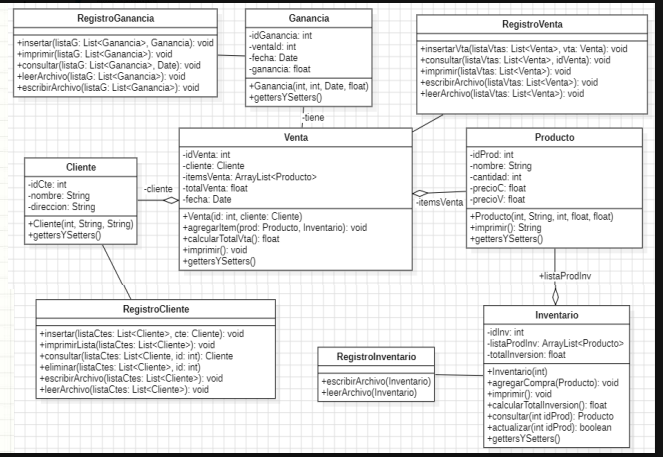 RegistroGanancia
+insertar(listaG: List<Ganancia>, Ganancia): void
+imprimir(listaG: List<Ganancia>): void
+consultar(listaG: List<Ganancia>, Date): void
+leerArchivo(listaG: List<Ganancia>): void
+escribirArchivo(listaG: List<Ganancia>): void
Ganancia
-idGanancia: int
-ventaId: int
-fecha: Date
-ganancia: float
+Ganancia(int, int, Date, float)
+gettersYSetters()
RegistroVenta
+insertarVta(listaVtas: List<Venta>, vta: Venta): void
+consultar(listaVtas: List<Venta>, idVenta): void
+imprimir(listaVtas: List<Venta>): void
+escribirArchivo(listaVtas: List<Venta>): void
+leerArchivo(listaVtas: List<Venta>): void
-tiene
Cliente
-idCte: int
-nombre: String
-direccion: String
+Cliente(int, String, String)
+gettersYSetters()
-cliente
Venta
-idVenta: int
-cliente: Cliente
-itemsVenta: ArrayList<Producto>
-totalVenta: float
-fecha: Date
+Venta(id: int, cliente: Cliente)
+agregarItem(prod: Producto, Inventario): void
+calcularTotalVta(): float
+imprimir(): void
+gettersYSetters()
-itemsVenta
Producto
-idProd: int
-nombre: String
-cantidad: int
-precioC: float
-precioV: float
+Producto(int, String, int, float, float)
+imprimir(): String
+gettersYSetters()
+listaProdInv
RegistroCliente
+insertar(listaCtes: List<Cliente>, cte: Cliente): void
+imprimirLista(listaCtes: List<Cliente>): void
+consultar(listaCtes: List<Cliente, id: int): Cliente
+eliminar(listaCtes: List<Cliente>, id: int)
+escribirArchivo(listaCtes: List<Cliente>): void
+leerArchivo(listaCtes: List<Cliente>): void
RegistroInventario
+escribirArchivo(Inventario)
+leerArchivo(Inventario)
Inventario
-idInv: int
-listaProdInv: ArrayList<Producto>
-totalInversion: float
+Inventario(int)
+agregarCompra(Producto): void
+imprimir(): void
+calcularTotalInversion(): float
+consultar(int idProd): Producto
+actualizar(int idProd): boolean
+gettersYSetters()